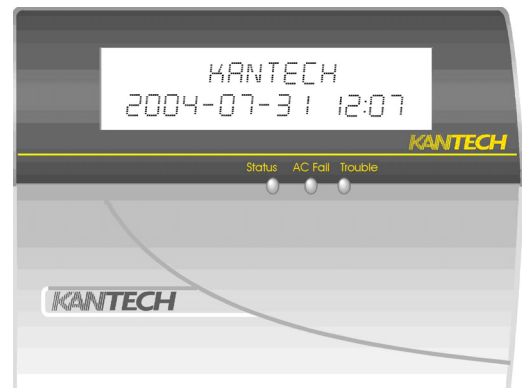 KANTECH
2004-07-31 12:07
KANTECH
Status AC Fail Trouble
KANTECH